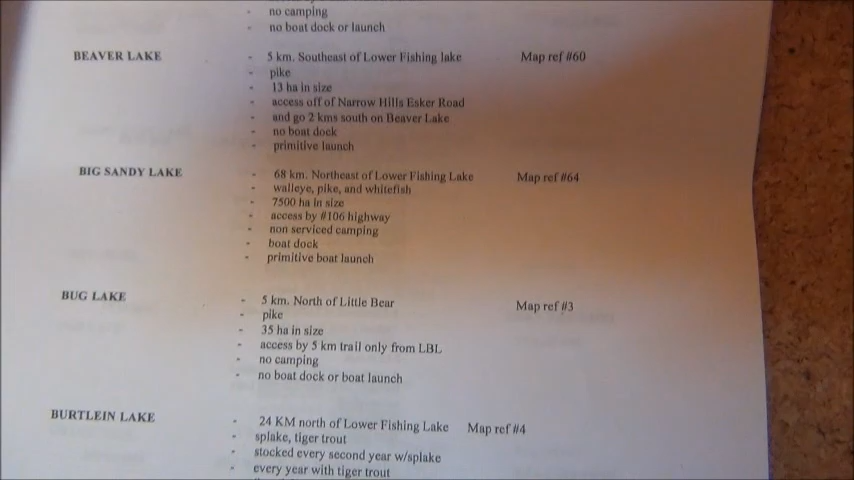 - no camping
- no boat dock or launch
BEAVER LAKE - 5 km. Southeast of Lower Fishing lake Map ref #60
- pike
- 13 ha in size
- access off of Narrow Hills Esker Road
- and go 2 kms south on Beaver Lake
- no boat dock
- primitive launch
BIG SANDY LAKE - 68 km. Northeast of Lower Fishing Lake Map ref #64
- walleye, pike, and whitefish
- 7500 ha in size
- access by #106 highway
- non serviced camping
- boat dock
- primitive boat launch
BUG LAKE - 5 km. North of Little Bear Map ref #3
- pike
- 35 ha in size
- access by 5 km trail only from LBL
- no camping
- no boat dock or boat launch
BURTLEIN LAKE - 24 KM north of Lower Fishing Lake Map ref #4
- splake, tiger trout
- stocked every second year w/splake
- every year with tiger trout